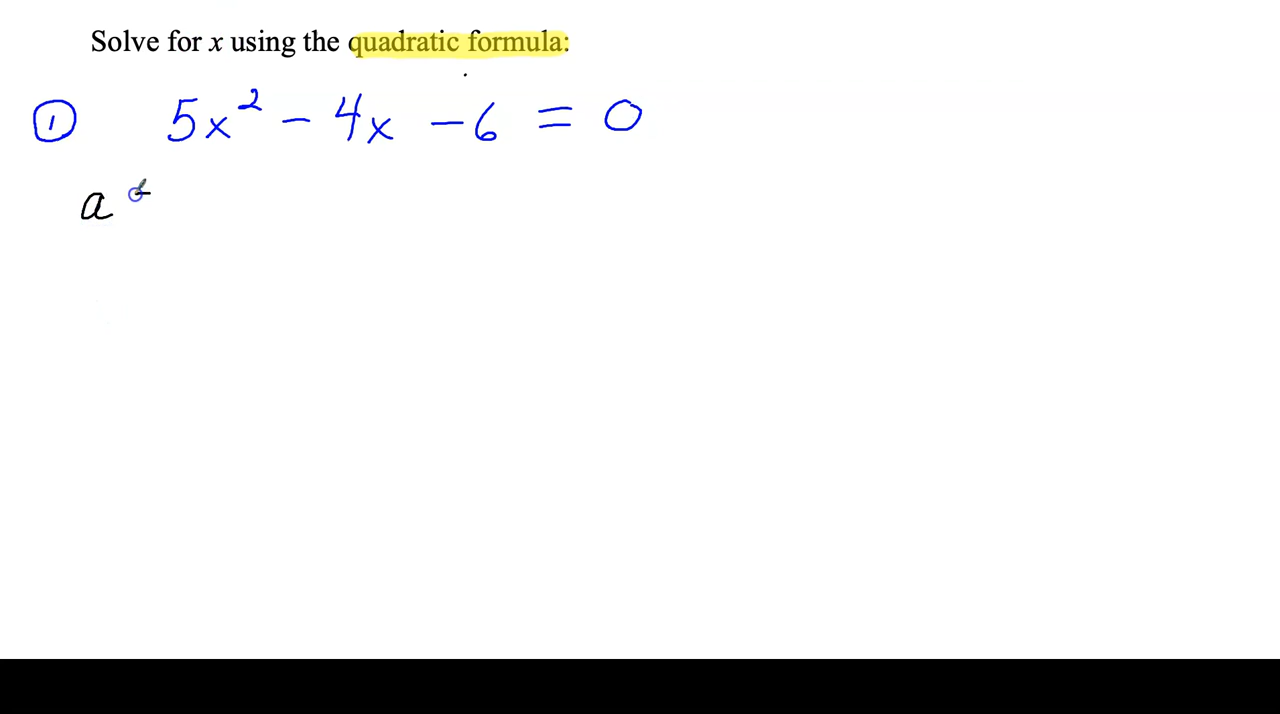 Solve for x using the quadratic formula:
① 5x² - 4x - 6 = 0
a